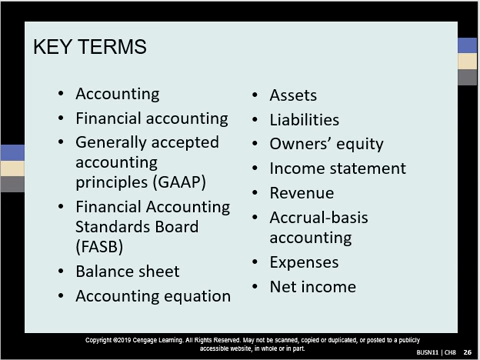 KEY TERMS
• Accounting
• Financial accounting
• Generally accepted
accounting
principles (GAAP)
• Financial Accounting
Standards Board
(FASB)
• Balance sheet
• Accounting equation
• Assets
• Liabilities
• Owners’ equity
• Income statement
• Revenue
• Accrual-basis
accounting
• Expenses
• Net income
Copyright ©2019 Cengage Learning. All Rights Reserved. May not be scanned, copied or duplicated, or posted to a publicly
accessible website, in whole or in part.
BUSN11 | CH8 26